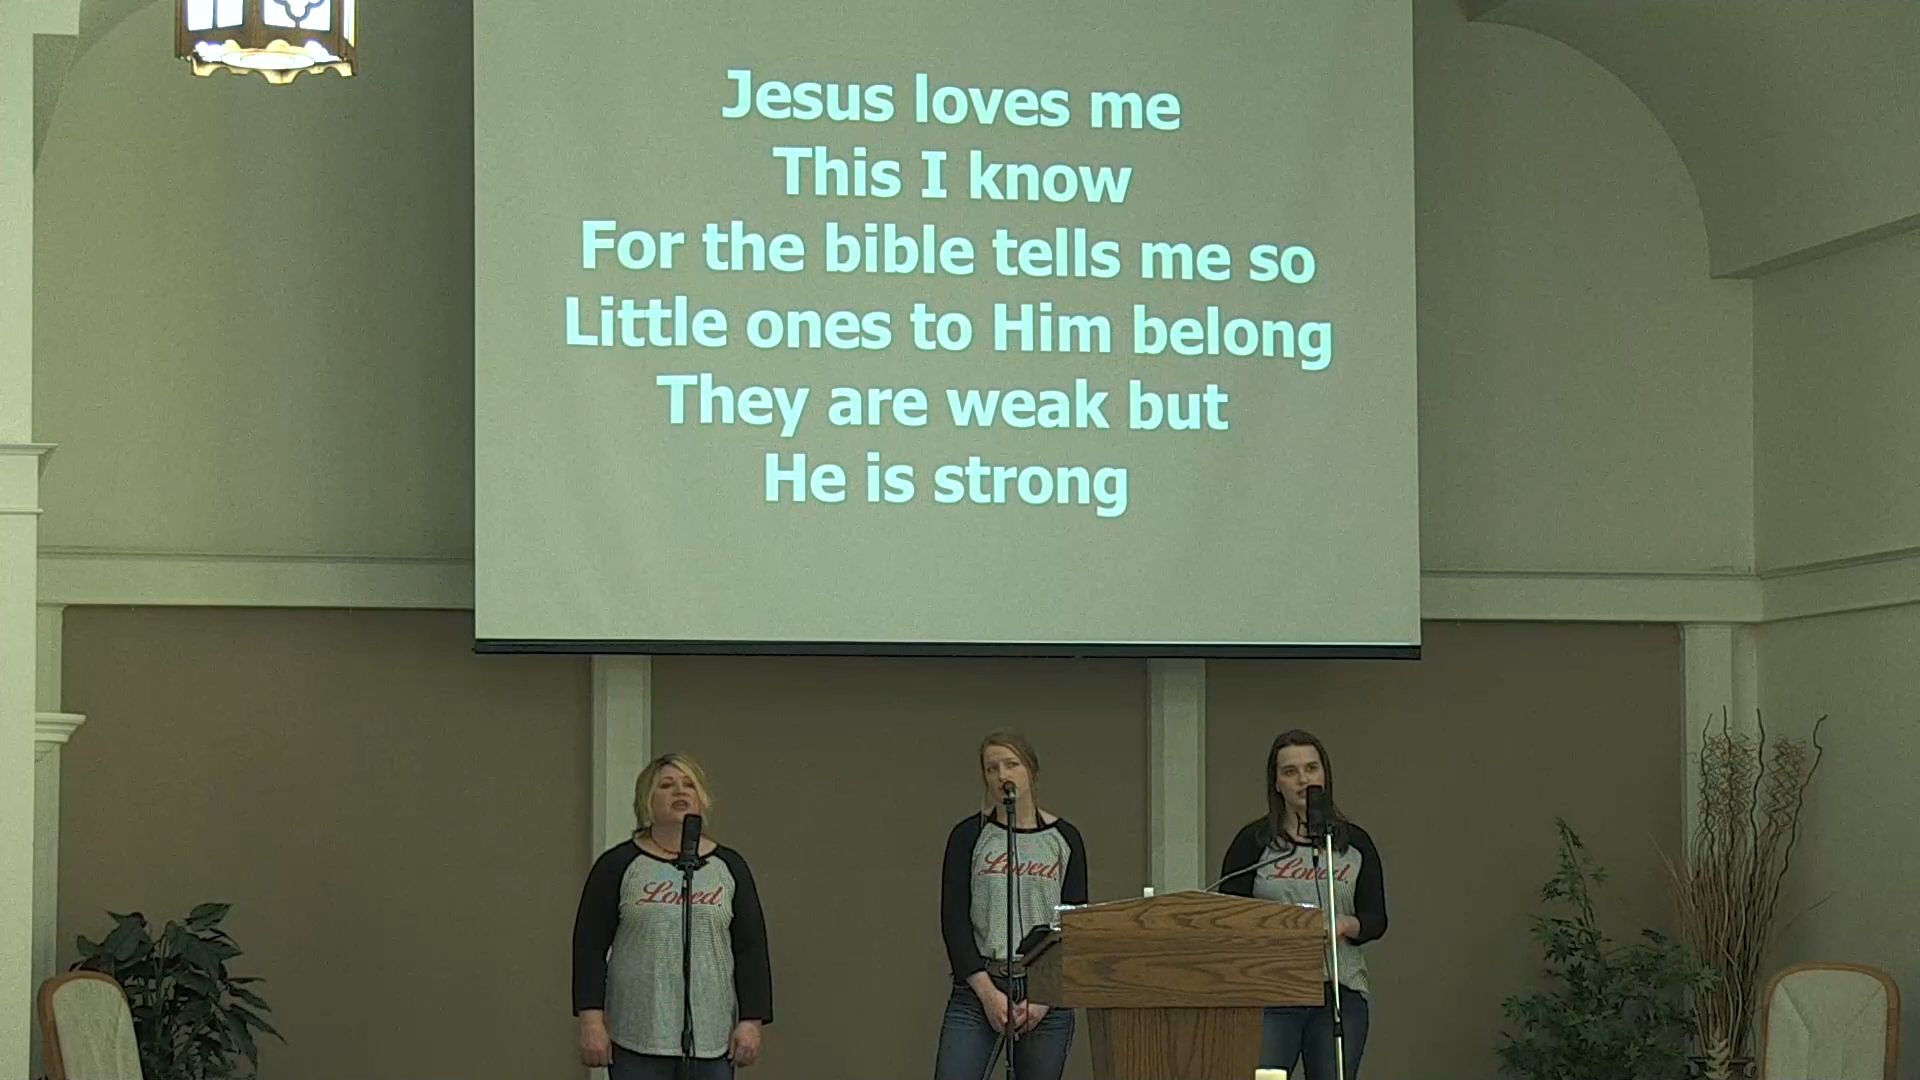 Jesus loves me
This I know
For the bible tells me so
Little ones to Him belong
They are weak but
He is strong
Loved.
Loved.
Loved.